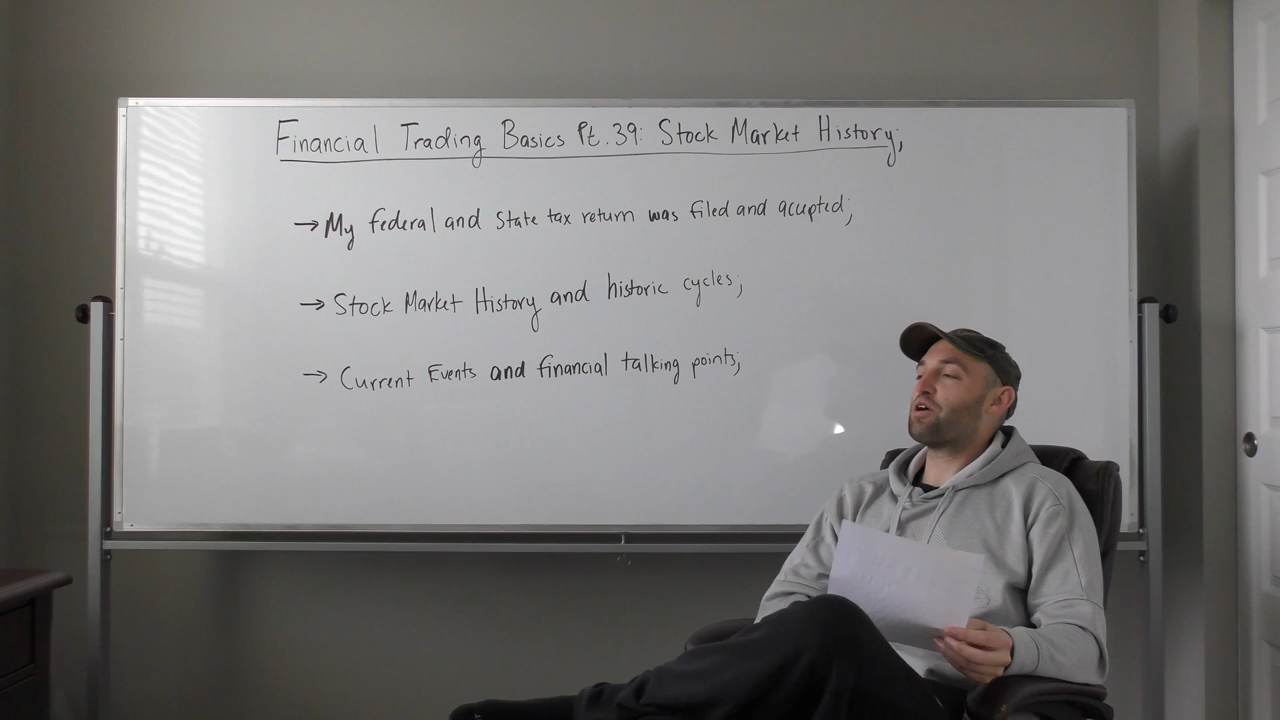 Financial Trading Basics Pt. 39: Stock Market History;
→ My federal and state tax return was filed and acupted;
→ Stock Market History and historic cycles;
→ Current Events and financial talking points;